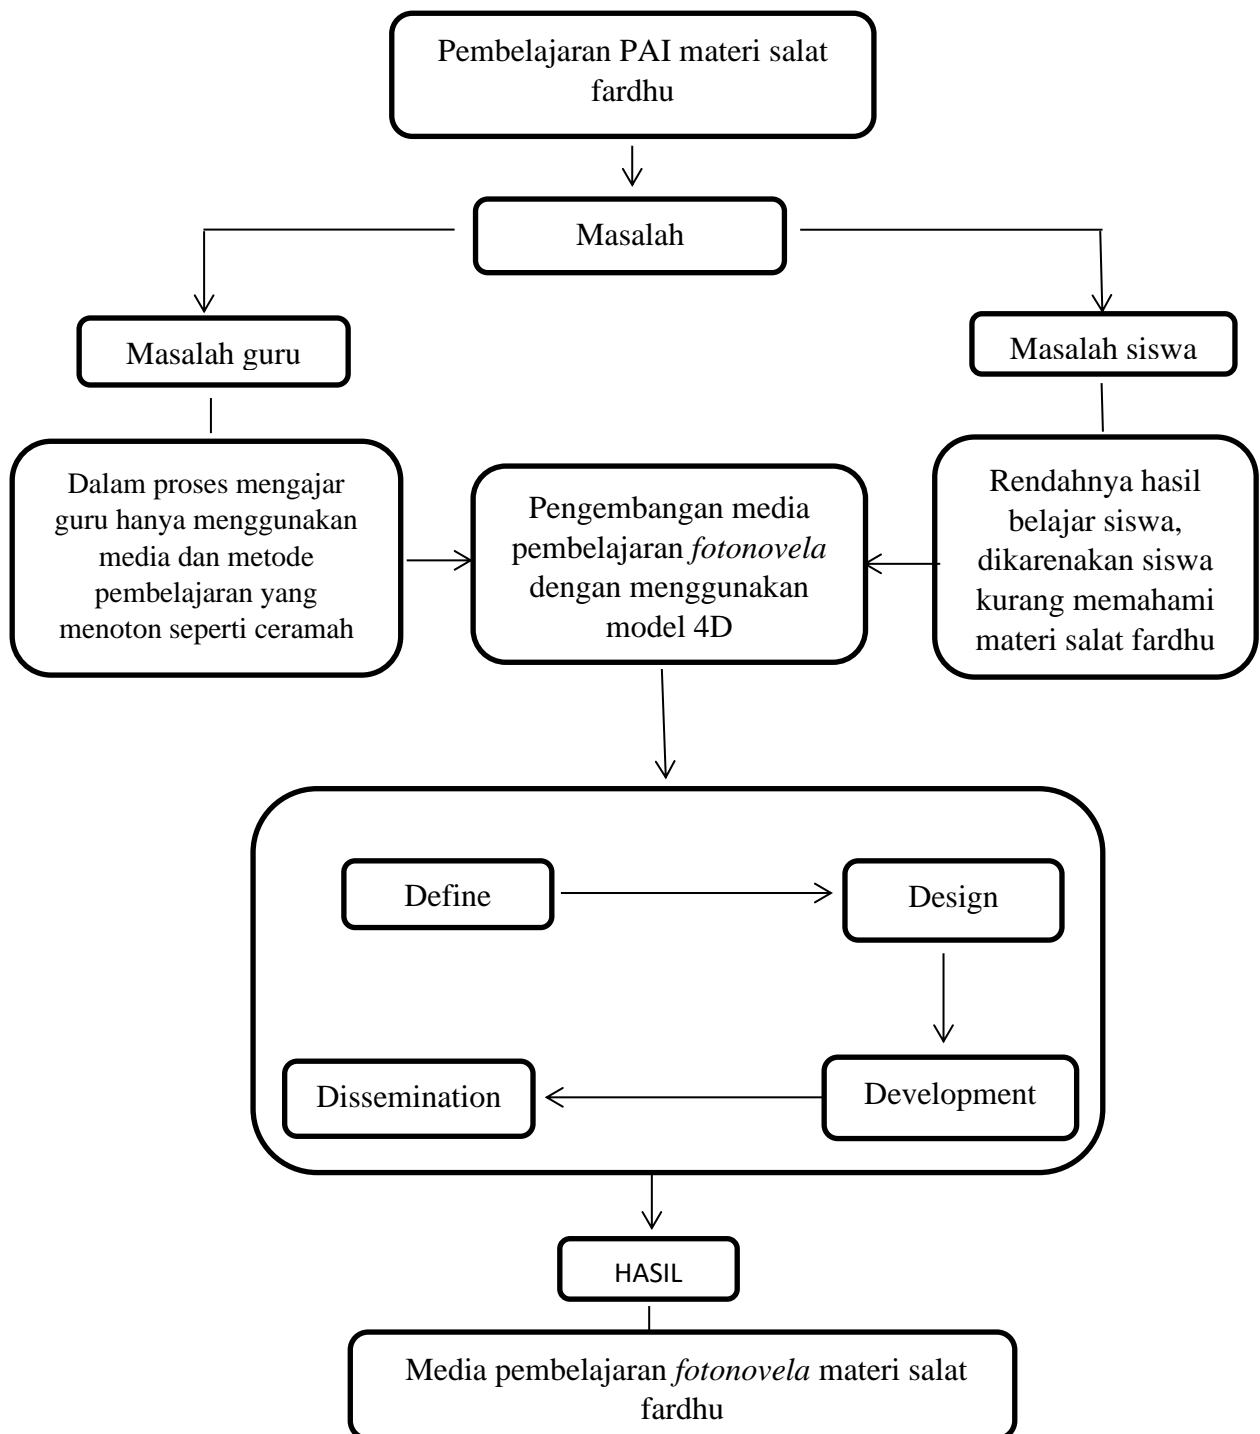 Pembelajaran PAI materi salat
fardhu
Masalah
Masalah guru
Masalah siswa
Dalam proses mengajar
guru hanya menggunakan
media dan metode
pembelajaran yang
menoton seperti ceramah
Pengembangan media
pembelajaran fotonovela
dengan menggunakan
model 4D
Rendahnya hasil
belajar siswa,
dikarenakan siswa
kurang memahami
materi salat fardhu
Define
Design
Dissemination
Development
HASIL
Media pembelajaran fotonovela materi salat
fardhu